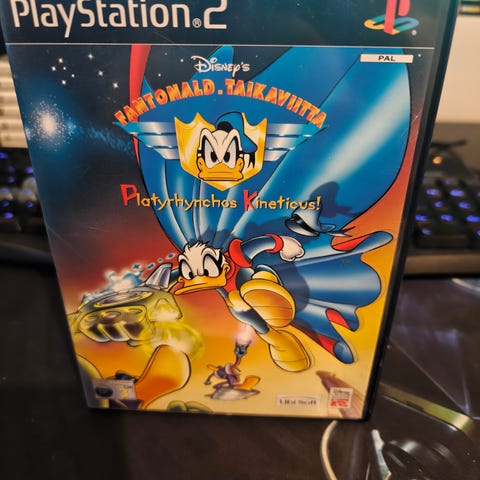 PlayStation®2
PAL
Disney's
FANTONALD.TAIKAVIITTA
Platyrhynchos Kineticus!
Ubi Soft